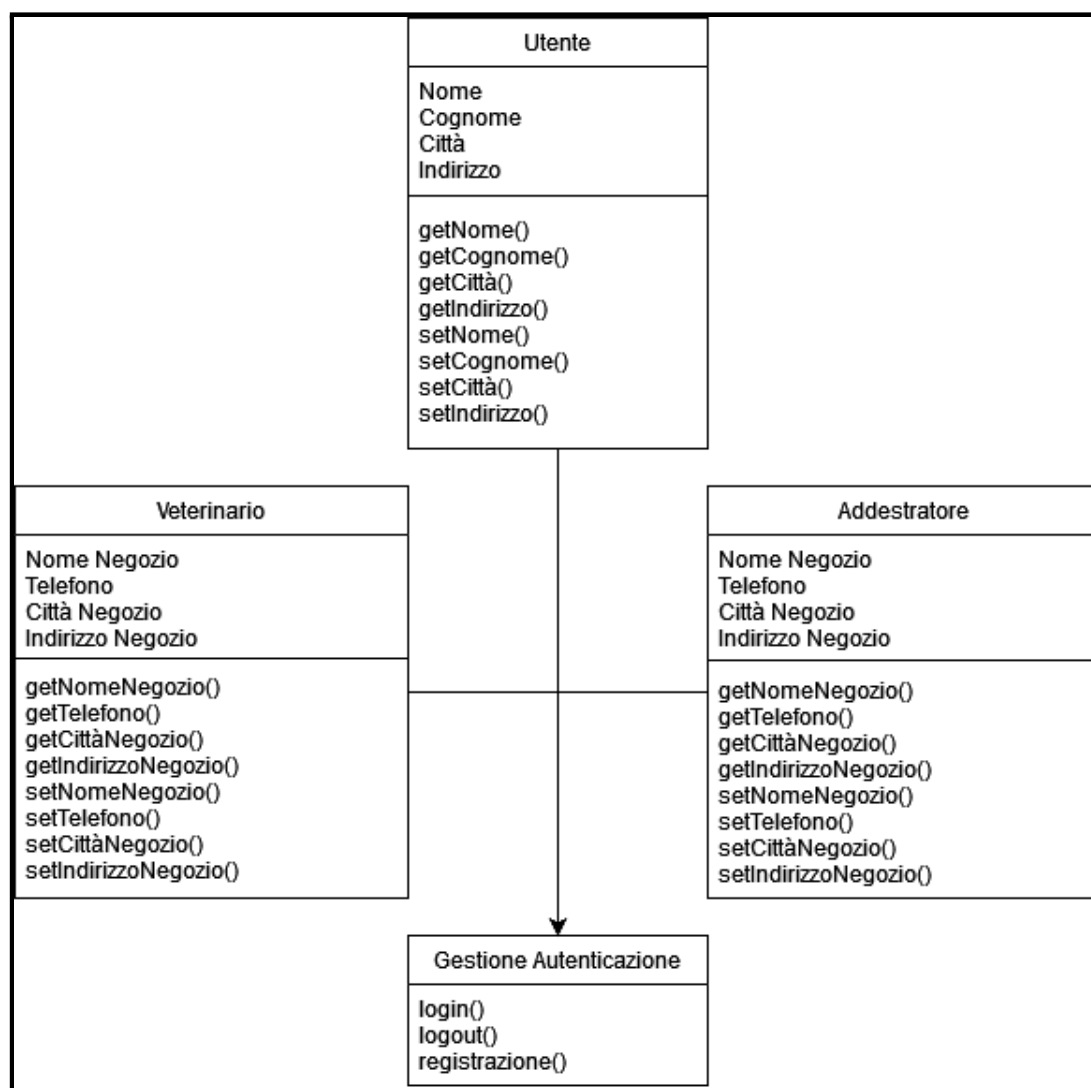 Utente
Nome
Cognome
Città
Indirizzo
getNome()
getCognome()
getCittà()
getIndirizzo()
setNome()
setCognome()
setCittà()
setIndirizzo()
Veterinario
Nome Negozio
Telefono
Città Negozio
Indirizzo Negozio
getNomeNegozio()
getTelefono()
getCittàNegozio()
getIndirizzoNegozio()
setNomeNegozio()
setTelefono()
setCittàNegozio()
setIndirizzoNegozio()
Addestratore
Nome Negozio
Telefono
Città Negozio
Indirizzo Negozio
getNomeNegozio()
getTelefono()
getCittàNegozio()
getIndirizzoNegozio()
setNomeNegozio()
setTelefono()
setCittàNegozio()
setIndirizzoNegozio()
Gestione Autenticazione
login()
logout()
registrazione()